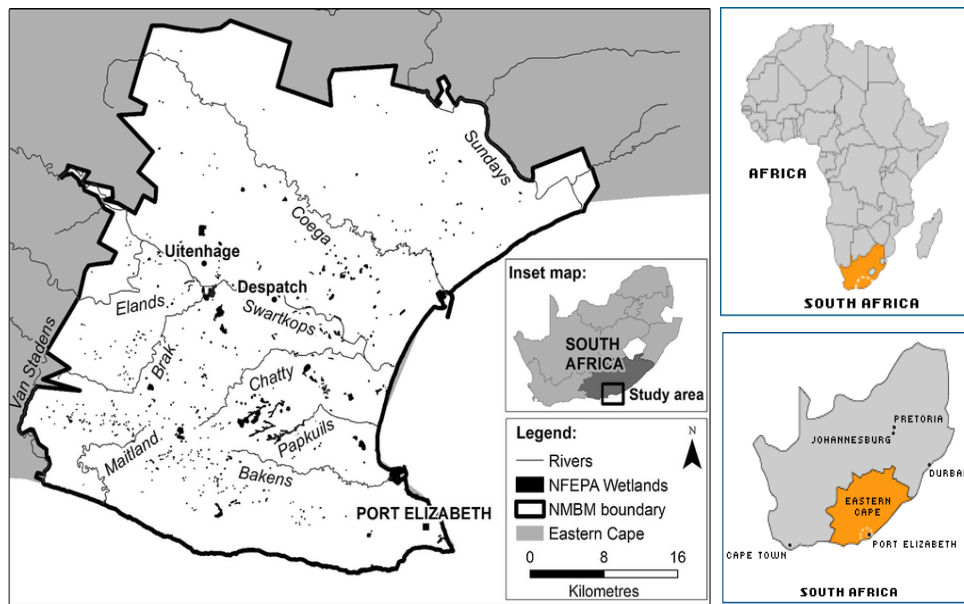 Sundays
Coega
Uitenhage
Despatch
Elands
Swartkops
Van Stadens
Brak
Chatty
Maitland
Papkuils
Bakens
PORT ELIZABETH
Inset map:
SOUTH
AFRICA
Study area
Legend:
N
Rivers
NFEPA Wetlands
NMBM boundary
Eastern Cape
0 8 16
Kilometres
AFRICA
SOUTH AFRICA
PRETORIA
JOHANNESBURG
DURBAN
EASTERN
CAPE
PORT ELIZABETH
CAPE TOWN
SOUTH AFRICA